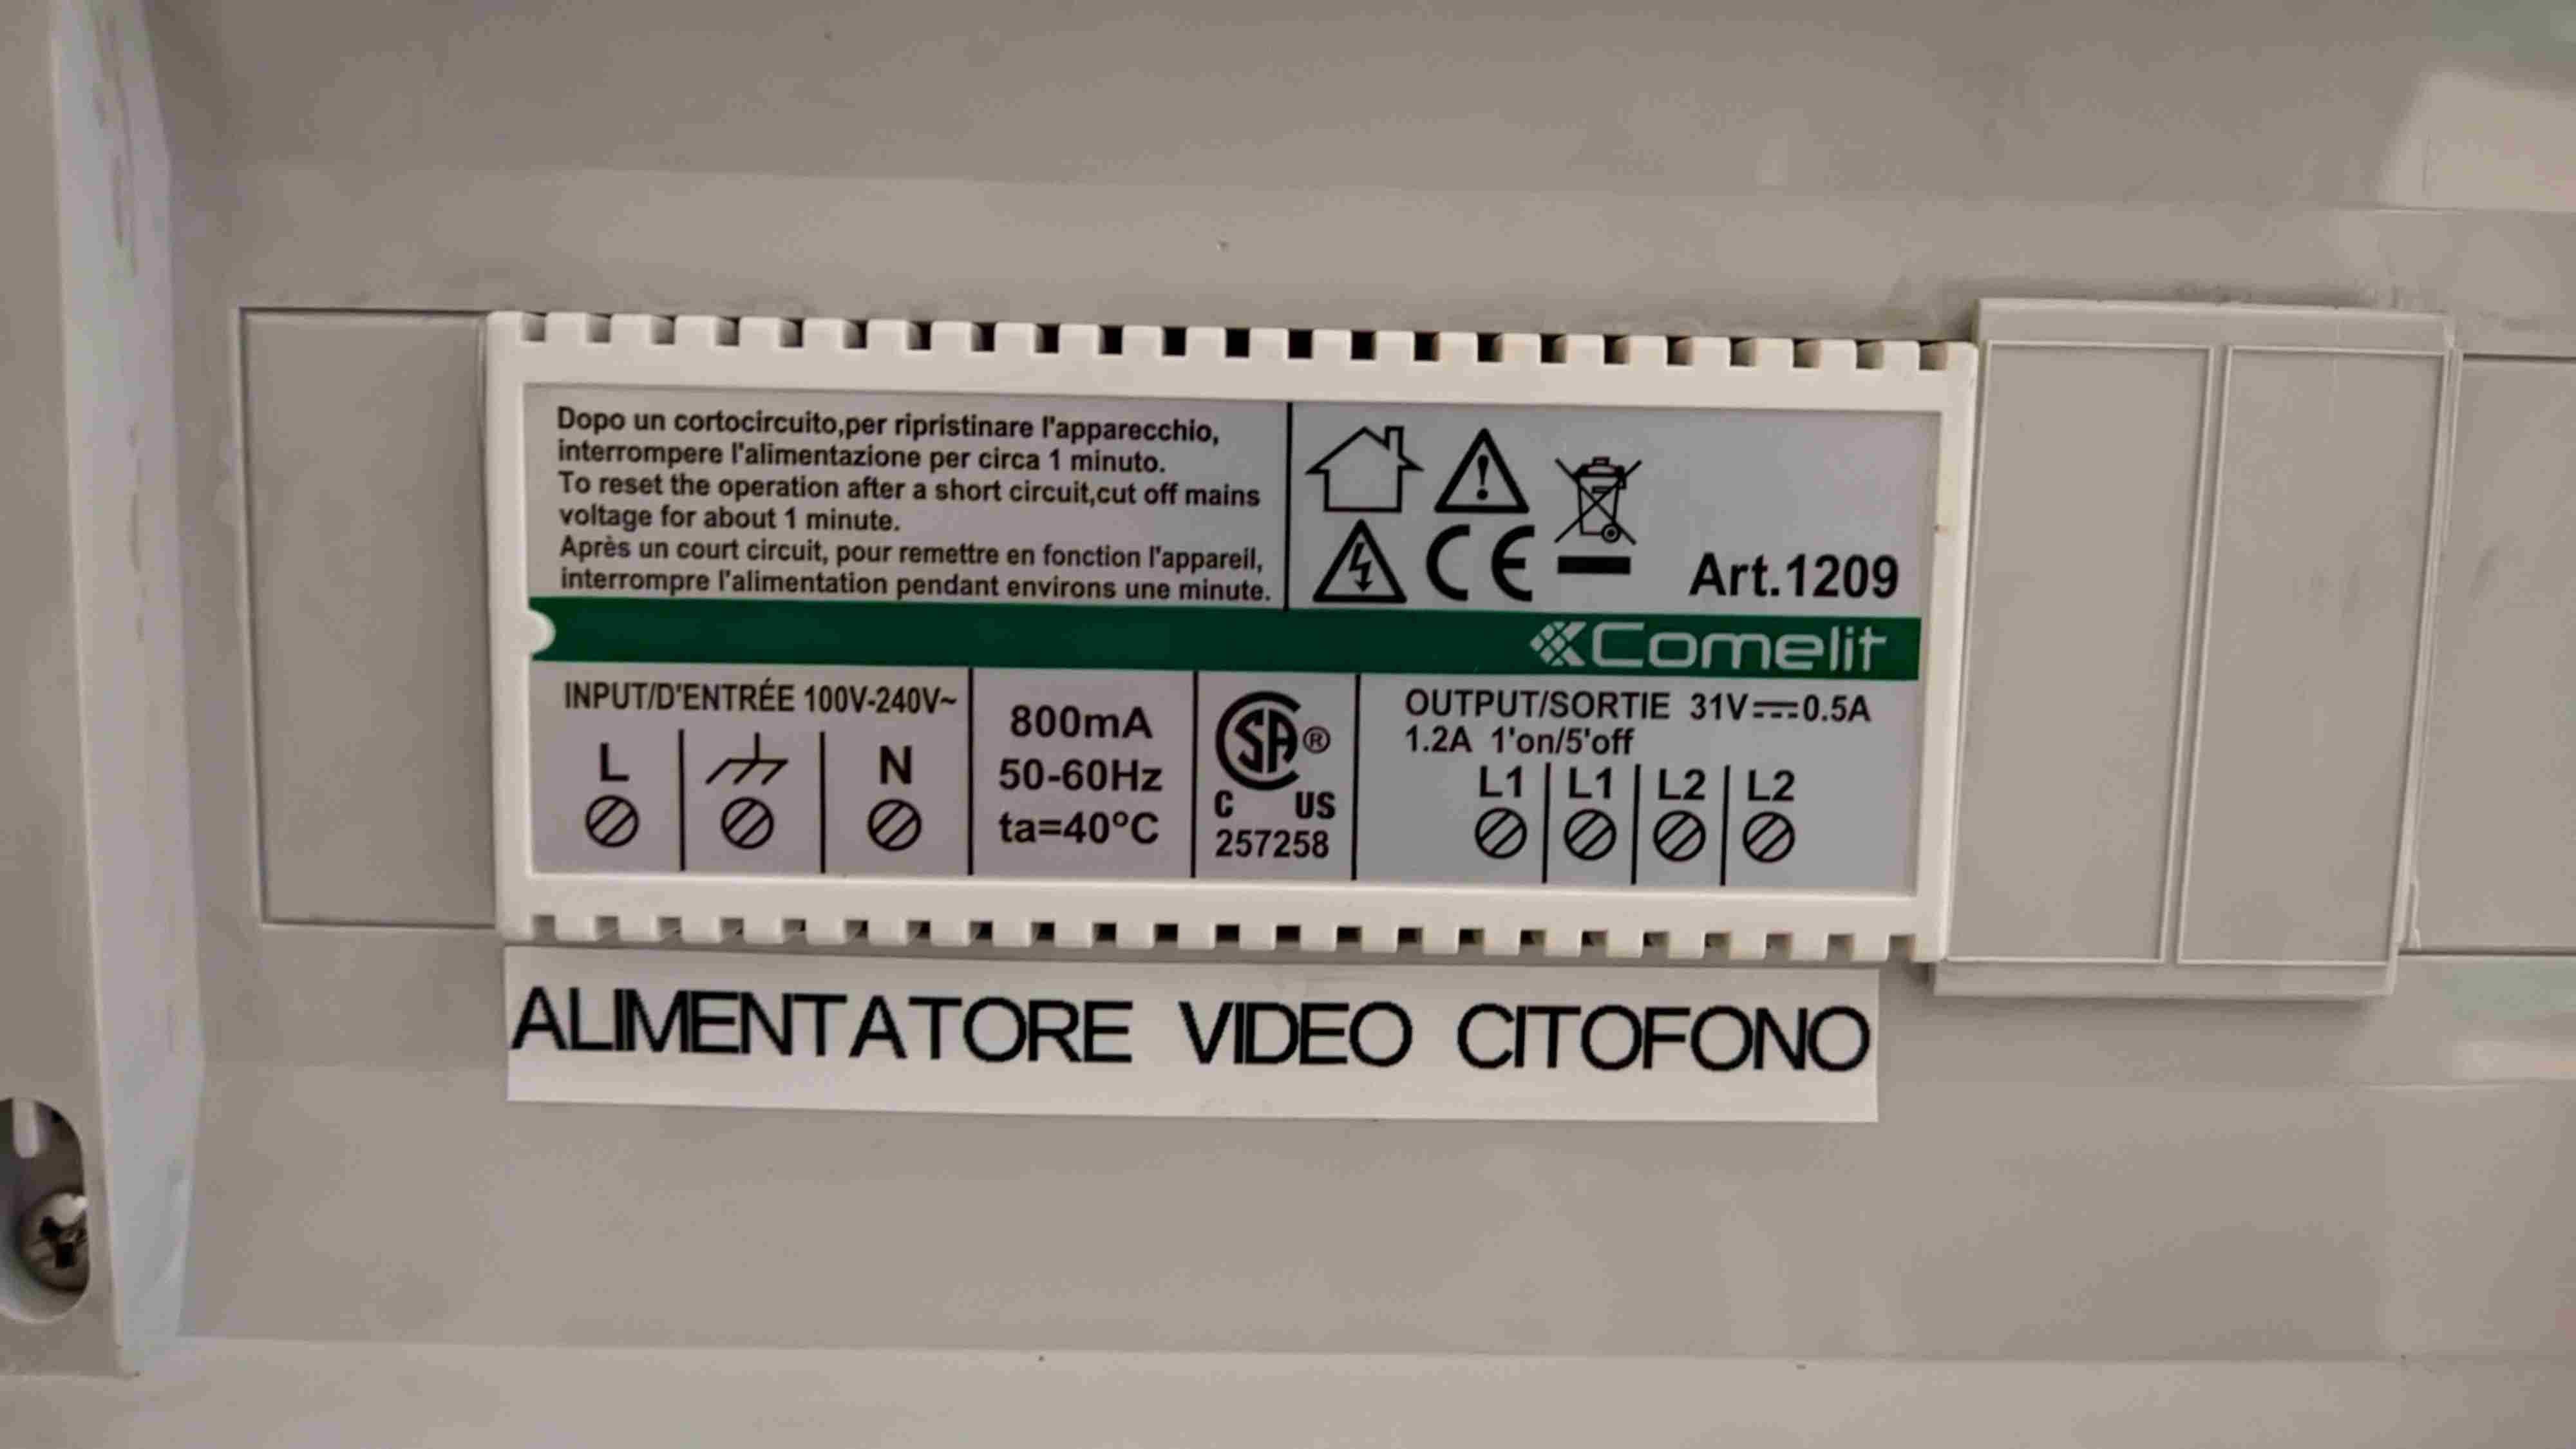 Dopo un cortocircuito,per ripristinare l'apparecchio,
interrompere l'alimentazione per circa 1 minuto.
To reset the operation after a short circuit,cut off mains
voltage for about 1 minute.
Après un court circuit, pour remettre en fonction l'appareil,
interrompre l'alimentation pendant environs une minute.
CE
Art.1209
Comelit
INPUT/D'ENTRÉE 100V-240V~
L N
800mA
50-60Hz
ta=40°C
SA®
C US
257258
OUTPUT/SORTIE 31V⎓0.5A
1.2A 1'on/5'off
L1 L1 L2 L2
ALIMENTATORE VIDEO CITOFONO